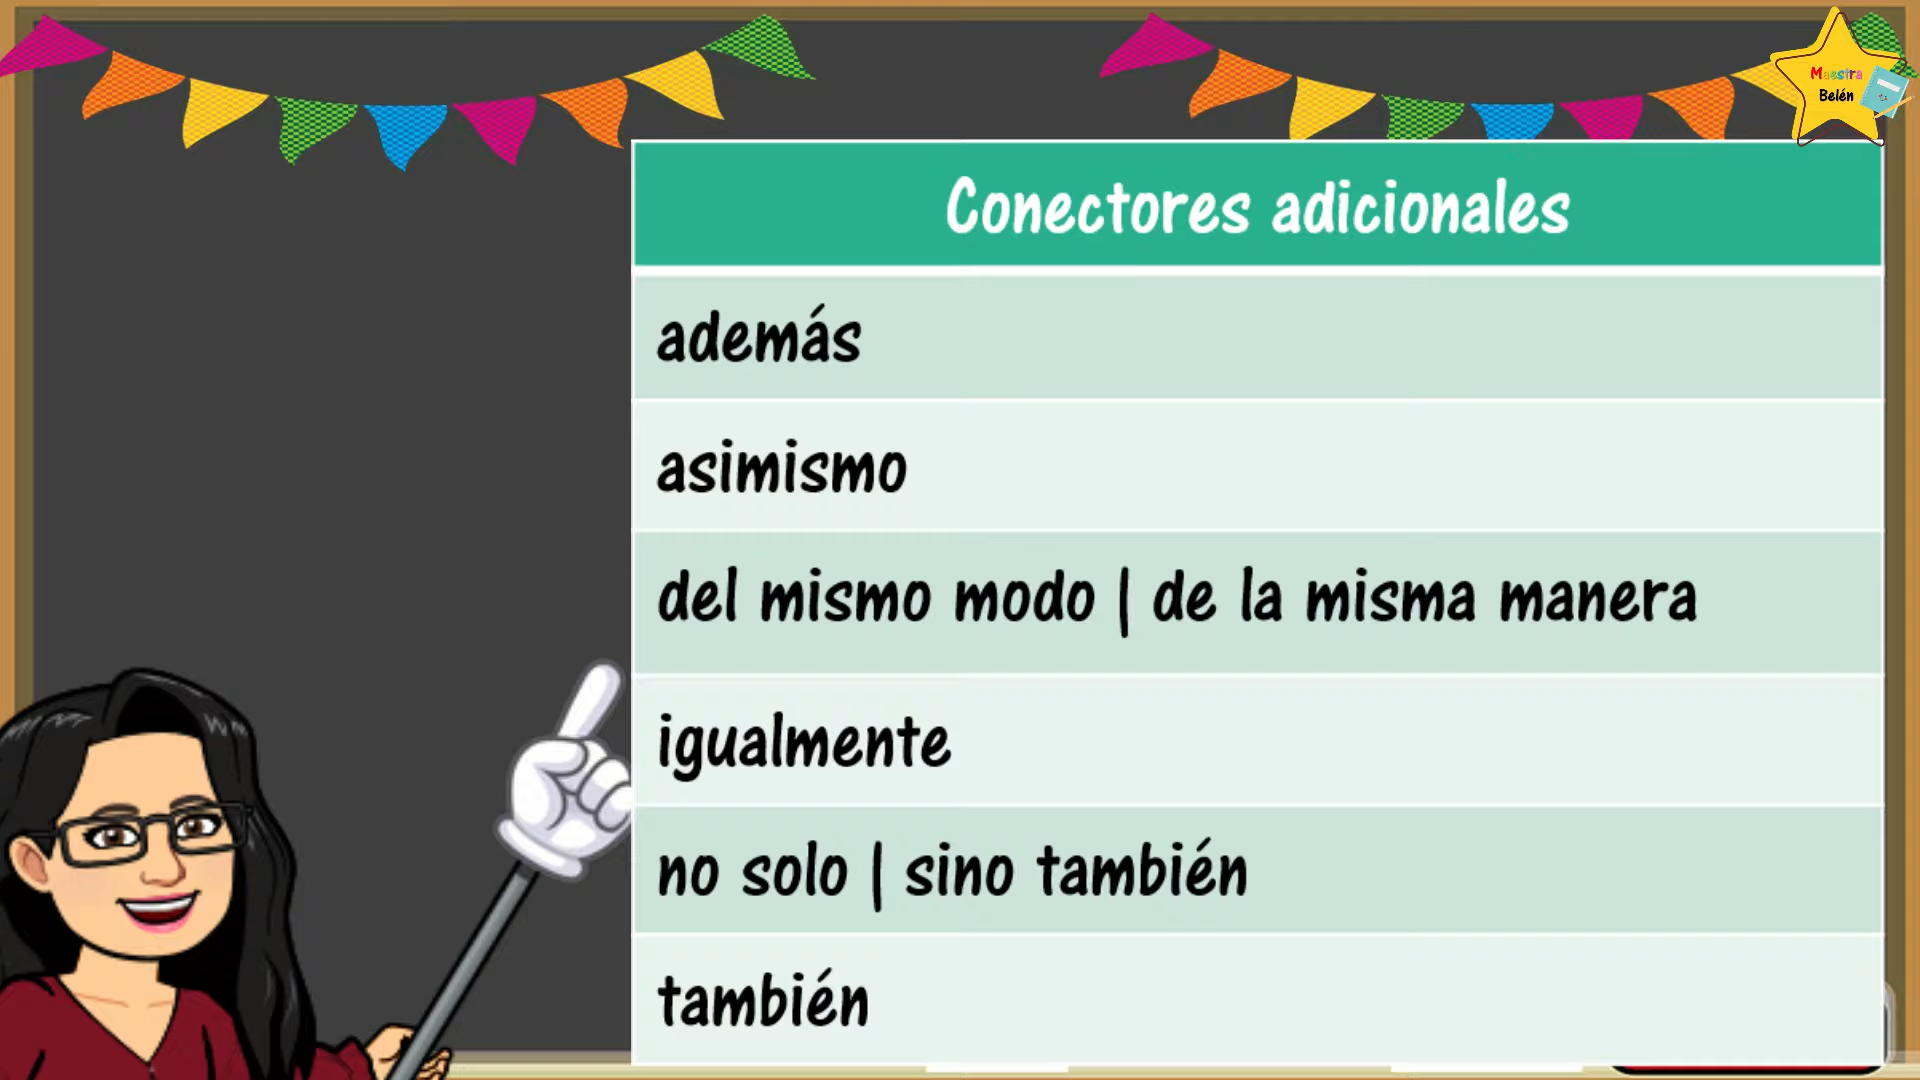 Maestra
Belén
Conectores adicionales
además
asimismo
del mismo modo | de la misma manera
igualmente
no solo | sino también
también